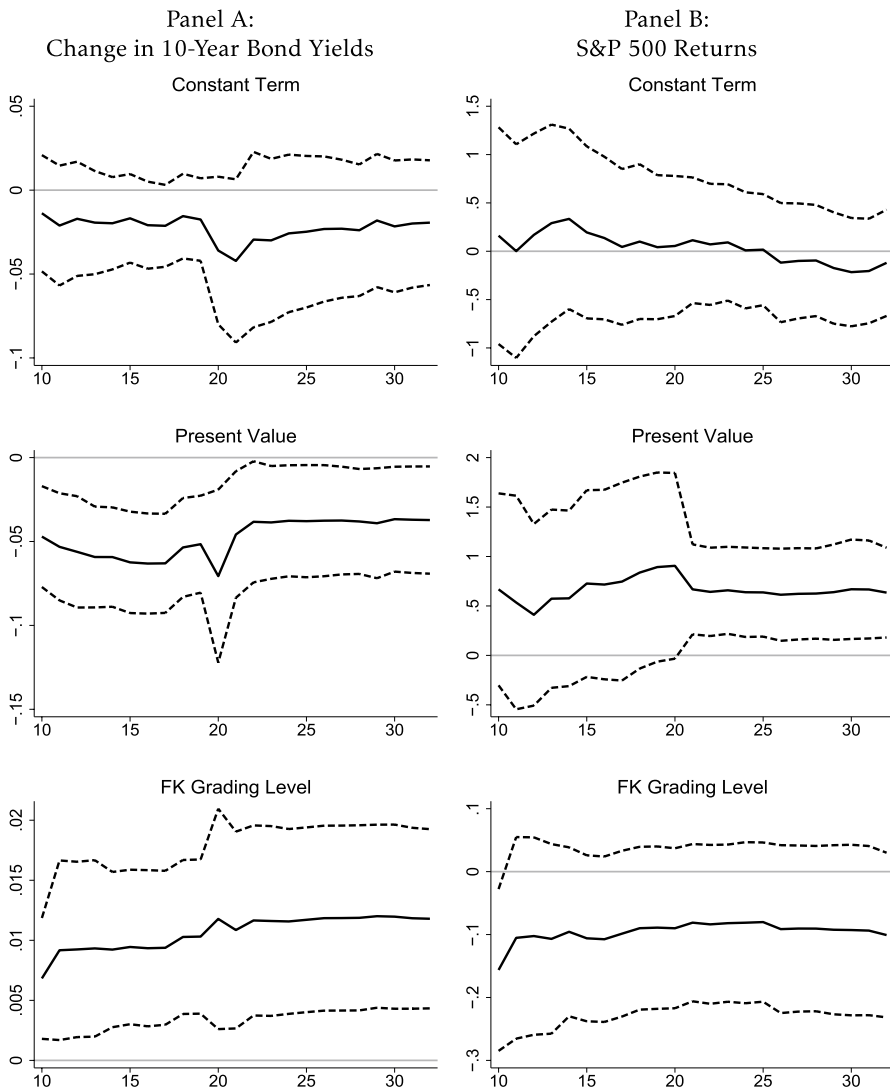 Panel A:
Change in 10-Year Bond Yields
Constant Term
.05
0
−.05
−.1
10 15 20 25 30
Present Value
0
−.05
−.1
−.15
10 15 20 25 30
FK Grading Level
.02
.015
.01
.005
0
10 15 20 25 30
Panel B:
S&P 500 Returns
Constant Term
1.5
1
.5
0
−.5
−1
10 15 20 25 30
Present Value
2
1.5
1
.5
0
−.5
10 15 20 25 30
FK Grading Level
.1
0
−.1
−.2
−.3
10 15 20 25 30